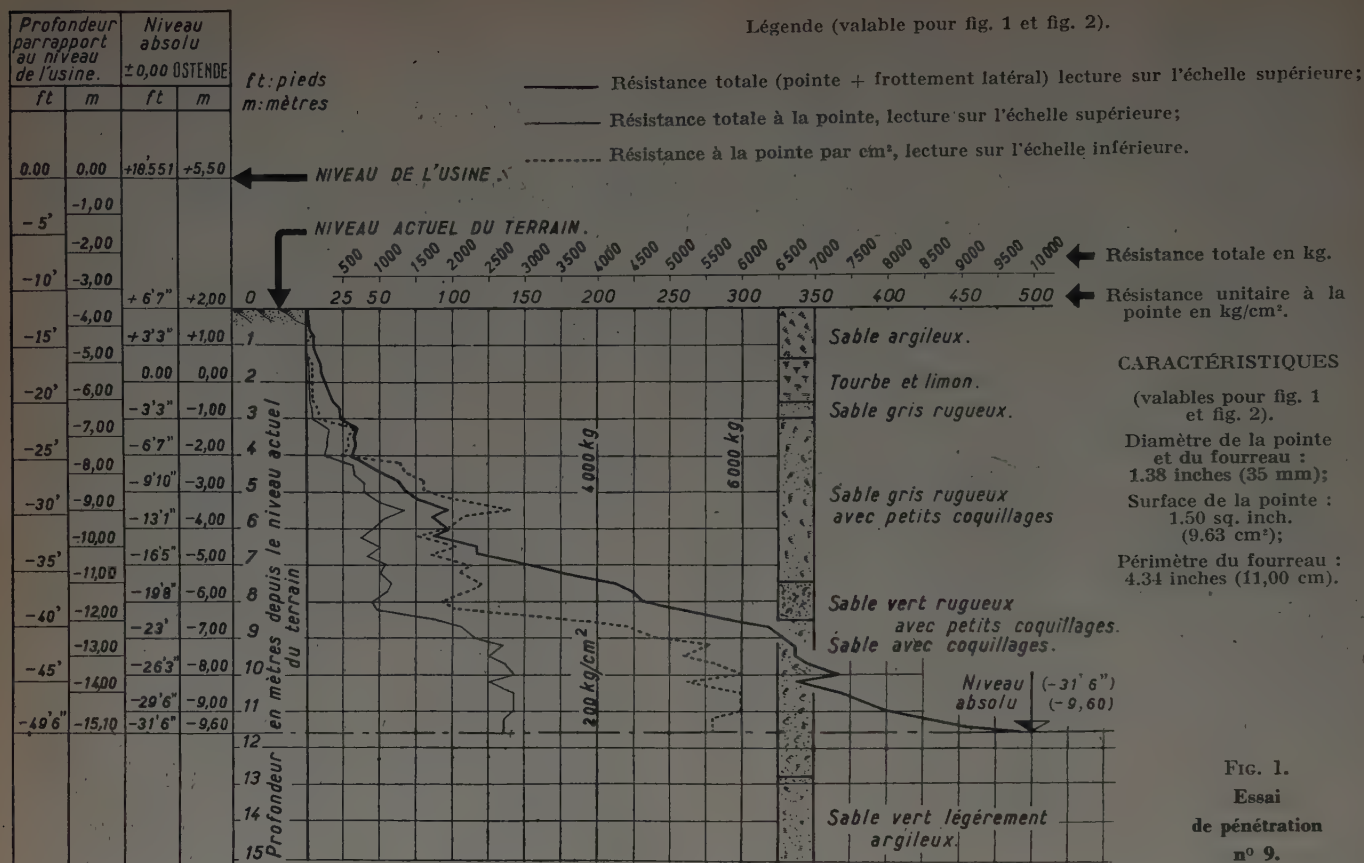 Légende (valable pour fig. 1 et fig. 2).
Résistance totale (pointe + frottement latéral) lecture sur l'échelle supérieure;
Résistance totale à la pointe, lecture sur l'échelle supérieure;
Résistance à la pointe par cm², lecture sur l'échelle inférieure.
Profondeur
par rapport
au niveau
de l'usine.
Niveau
absolu
±0,00 OSTENDE
ft m ft m
ft: pieds
m: mètres
0.00 0,00 +18'.551 +5,50
NIVEAU DE L'USINE.
-1,00
-5'
-2,00
NIVEAU ACTUEL DU TERRAIN.
-10' -3,00
+6'7" +2,00
-4,00
-15' +3'3" +1,00
-5,00
0.00 0,00
-20' -6,00
-3'3" -1,00
-7,00
-25' -6'7" -2,00
-8,00
-9'10" -3,00
-30' -9,00
-13'1" -4,00
-10,00
-35' -16'5" -5,00
-11,00
-19'8" -6,00
-40' -12,00
-23' -7,00
-13,00
-45' -26'3" -8,00
-14,00
-29'6" -9,00
-49'6" -15,10 -31'6" -9,60
500 1000 1500 2000 2500 3000 3500 4000 4500 5000 5500 6000 6500 7000 7500 8000 8500 9000 9500 10000
Résistance totale en kg.
0 25 50 100 150 200 250 300 350 400 450 500
Résistance unitaire à la
pointe en kg/cm².
1
2
3
4
5
6
7
8
9
10
11
12
13
14
15
Profondeur en mètres depuis le niveau actuel
du terrain
4000 kg
6000 kg
200 kg/cm2
Sable argileux.
Tourbe et limon.
Sable gris rugueux.
Sable gris rugueux
avec petits coquillages
Sable vert rugueux
avec petits coquillages.
Sable avec coquillages.
Niveau (-31' 6")
absolu (-9,60)
Sable vert légérement
argileux.
CARACTÉRISTIQUES
(valables pour fig. 1
et fig. 2).
Diamètre de la pointe
et du fourreau :
1.38 inches (35 mm);
Surface de la pointe :
1.50 sq. inch.
(9.63 cm²);
Périmètre du fourreau :
4.34 inches (11,00 cm).
FIG. 1.
Essai
de pénétration
nº 9.